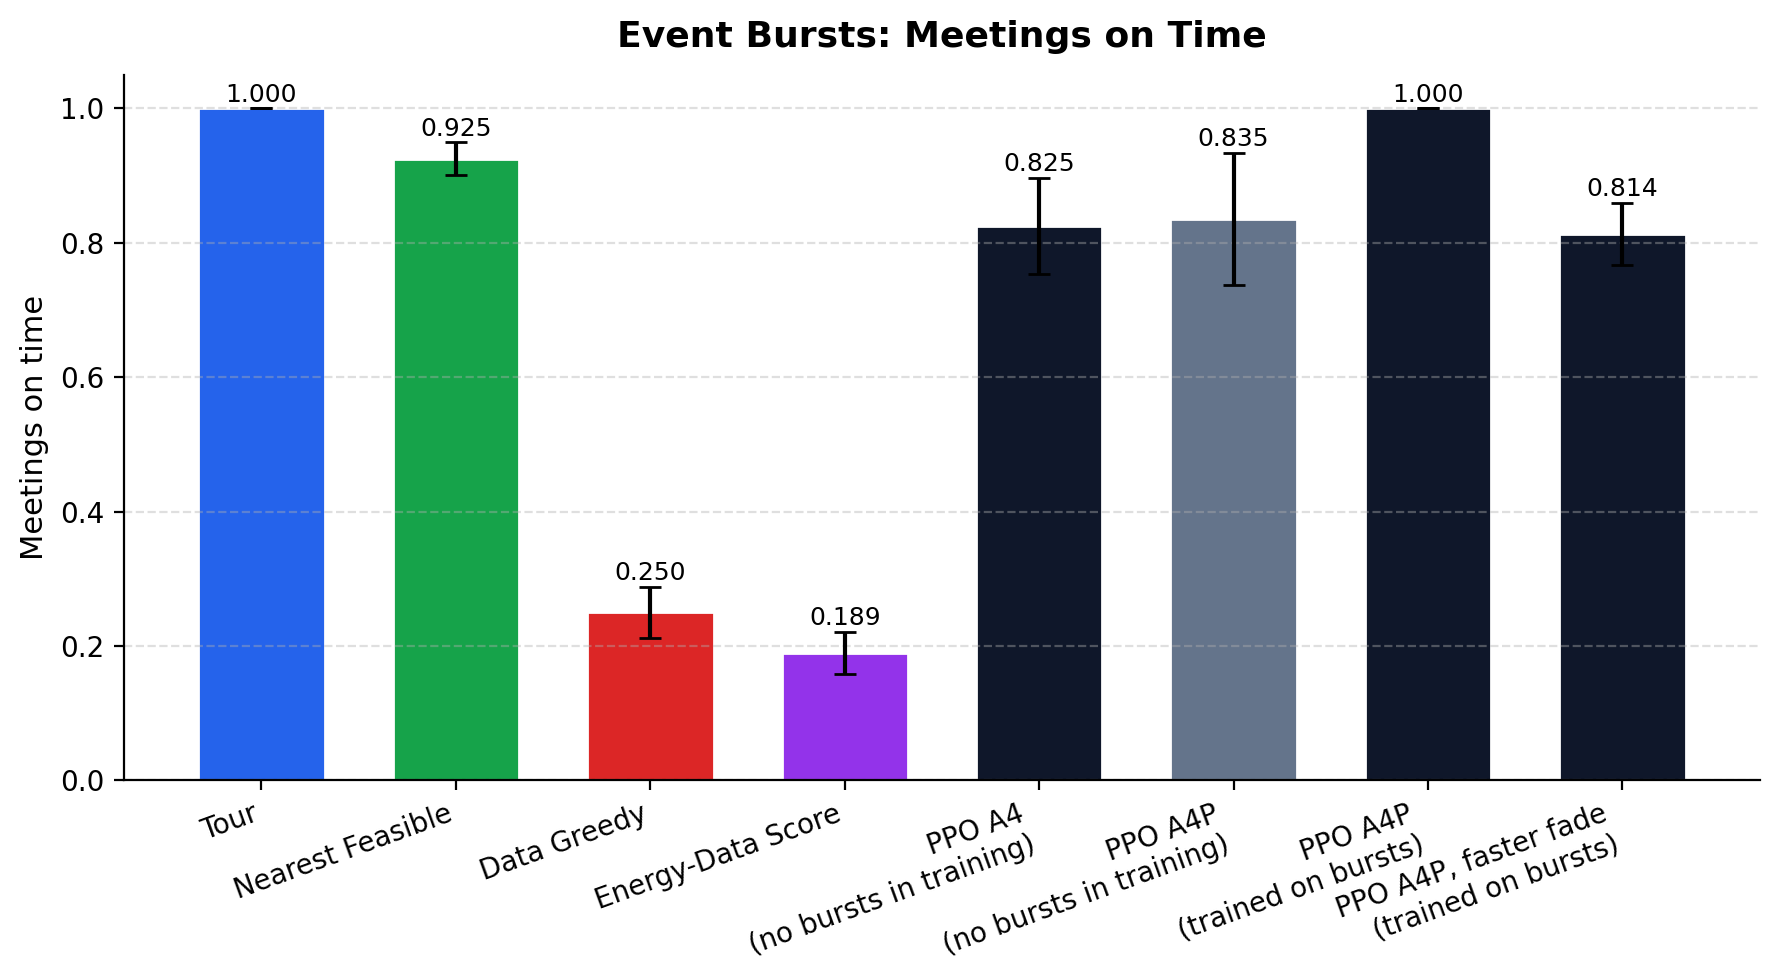 Event Bursts: Meetings on Time
Meetings on time
1.0
0.8
0.6
0.4
0.2
0.0
1.000
0.925
0.250
0.189
0.825
0.835
1.000
0.814
Tour
Nearest Feasible
Data Greedy
Energy-Data Score
PPO A4
(no bursts in training)
PPO A4P
(no bursts in training)
PPO A4P
(trained on bursts)
PPO A4P, faster fade
(trained on bursts)